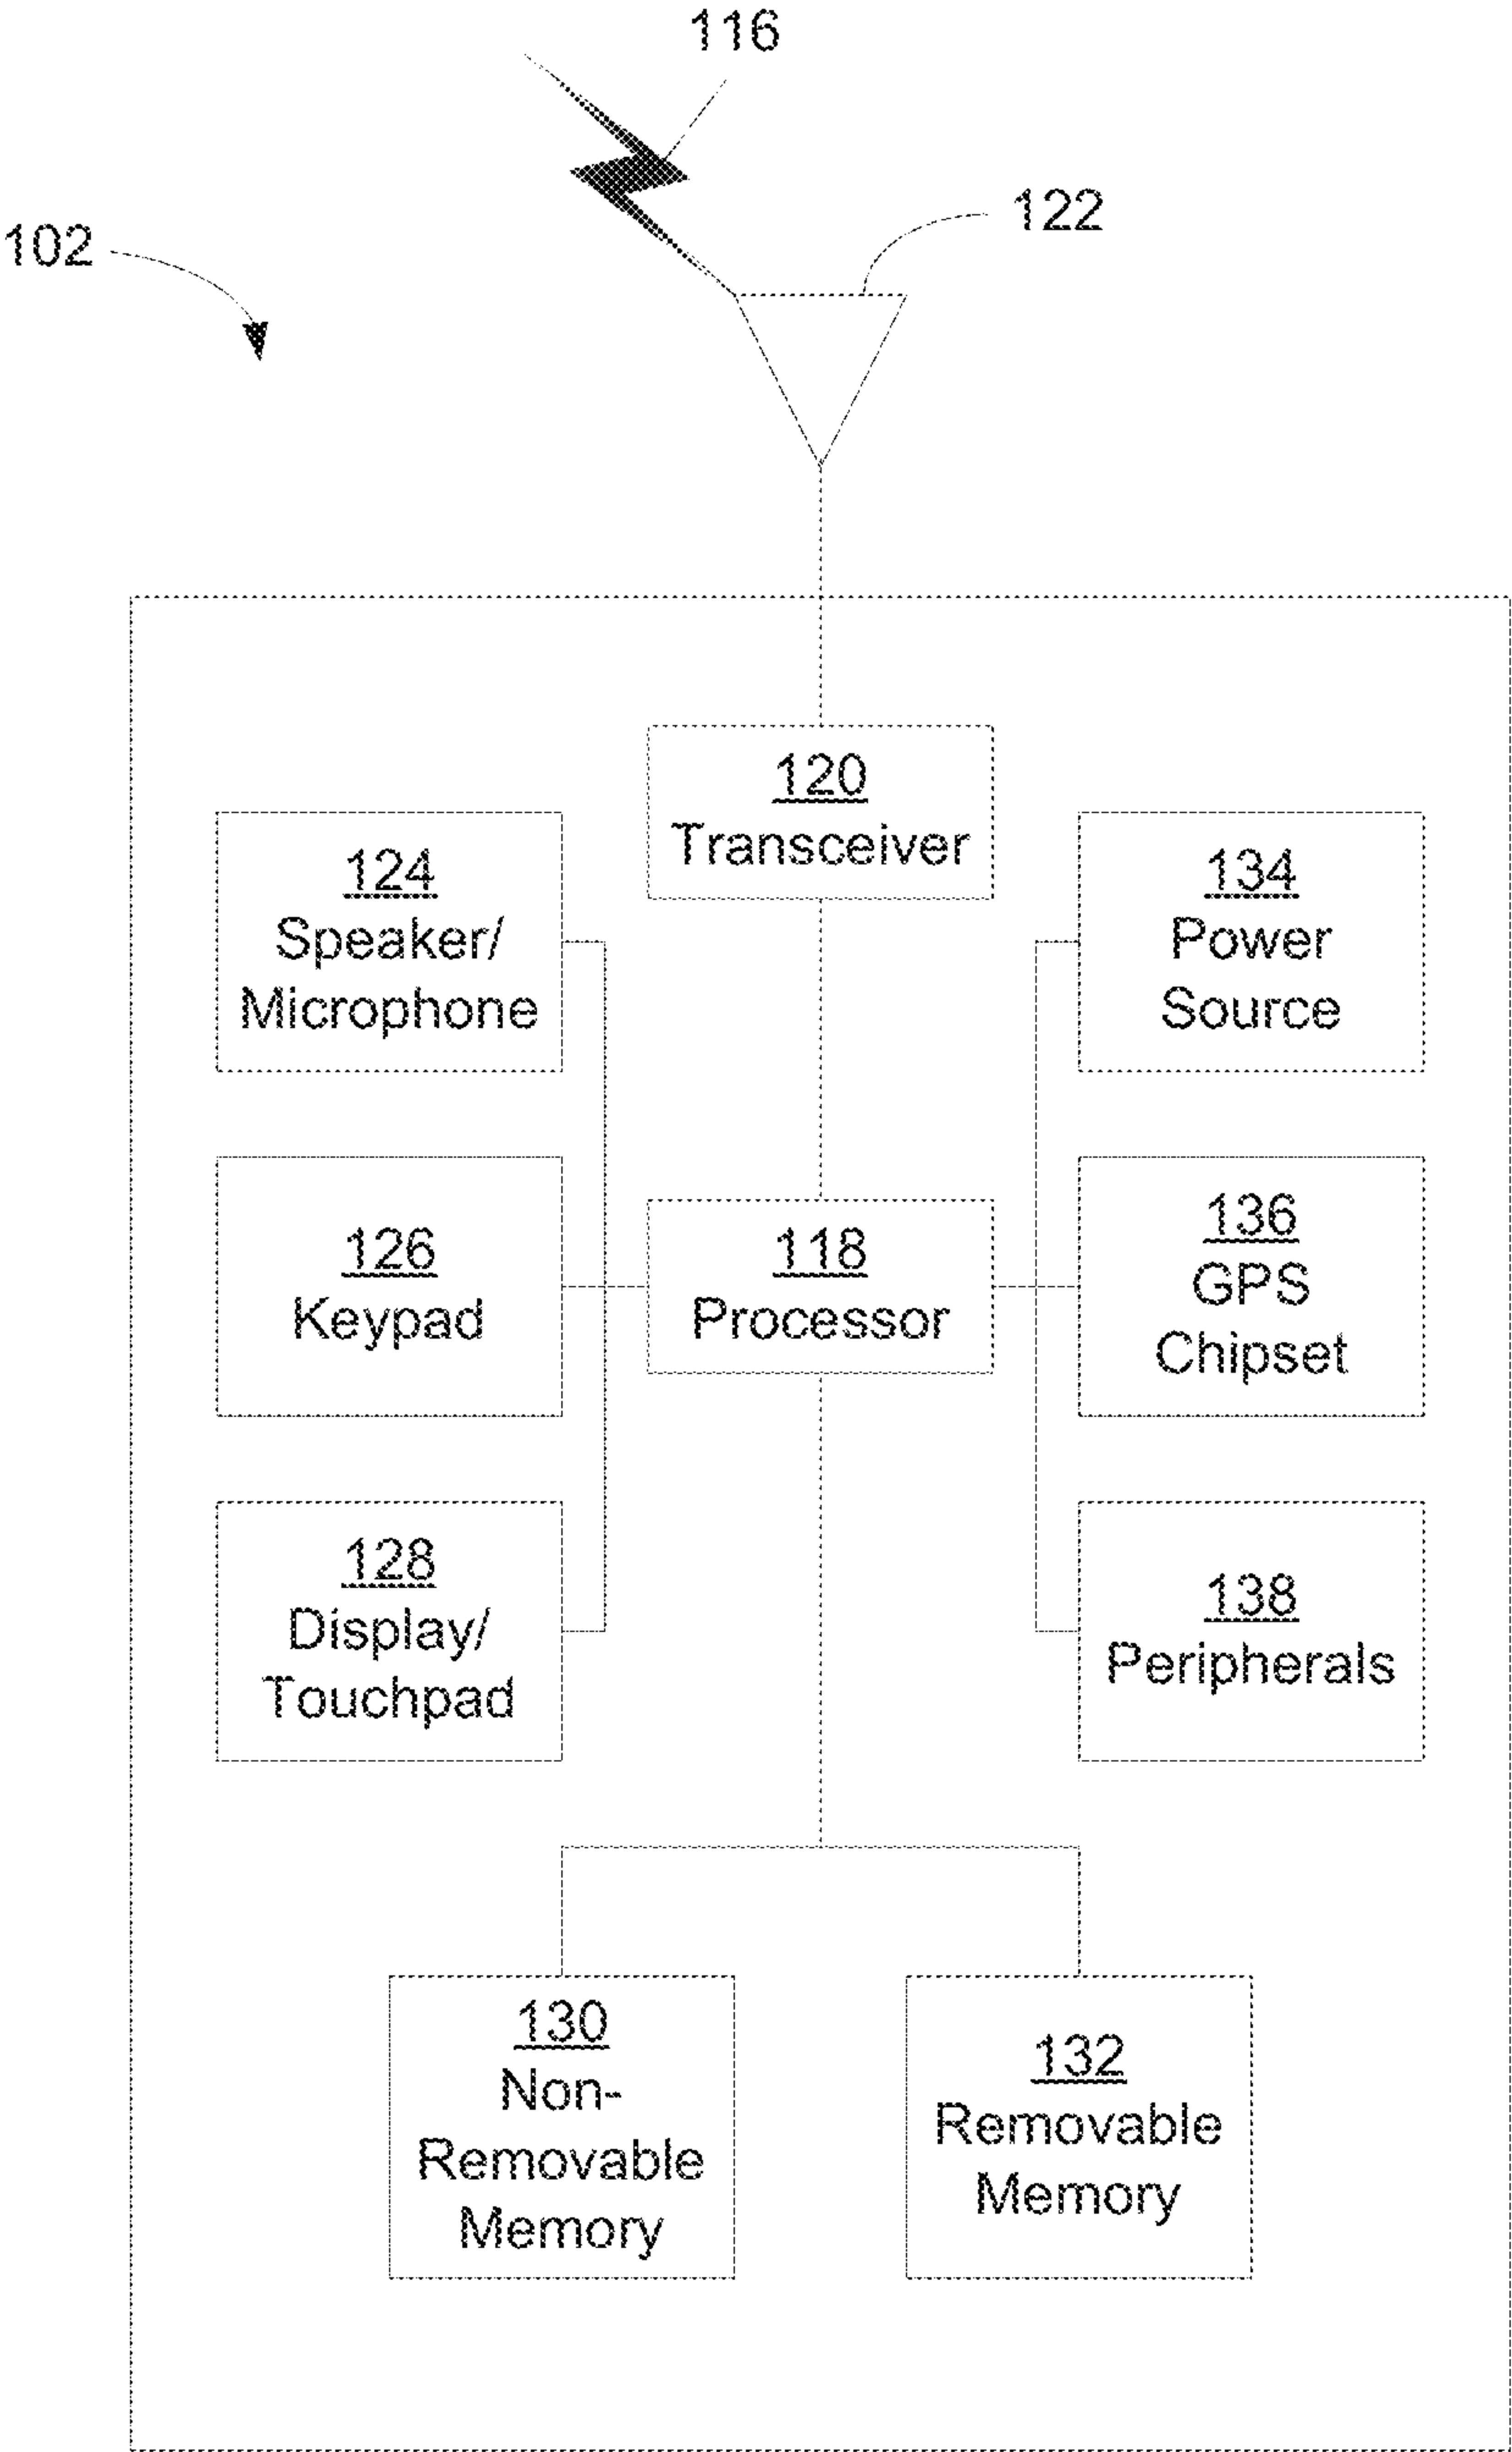 116
122
102
120
Transceiver
124
Speaker/
Microphone
134
Power
Source
126
Keypad
118
Processor
136
GPS
Chipset
128
Display/
Touchpad
138
Peripherals
130
Non-
Removable
Memory
132
Removable
Memory